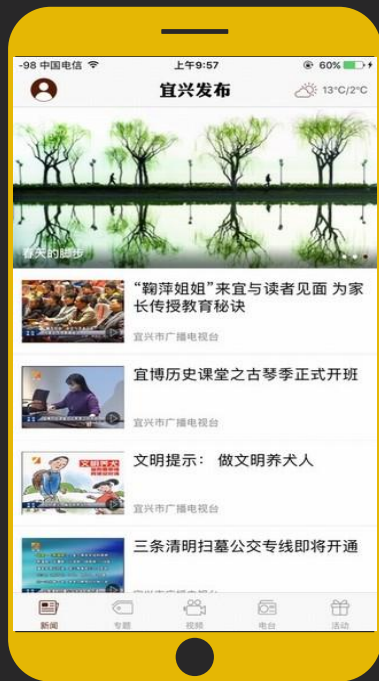 -98 中国电信
上午9:57
60%
宜兴发布
13°C/2°C
春天的脚步
“鞠萍姐姐”来宜与读者见面 为家
长传授教育秘诀
宜兴市广播电视台
宜博历史课堂之古琴季正式开班
宜兴市广播电视台
文明养犬
文明提示： 做文明养犬人
宜兴市广播电视台
三条清明扫墓公交专线即将开通
新闻
专题
视频
电台
活动